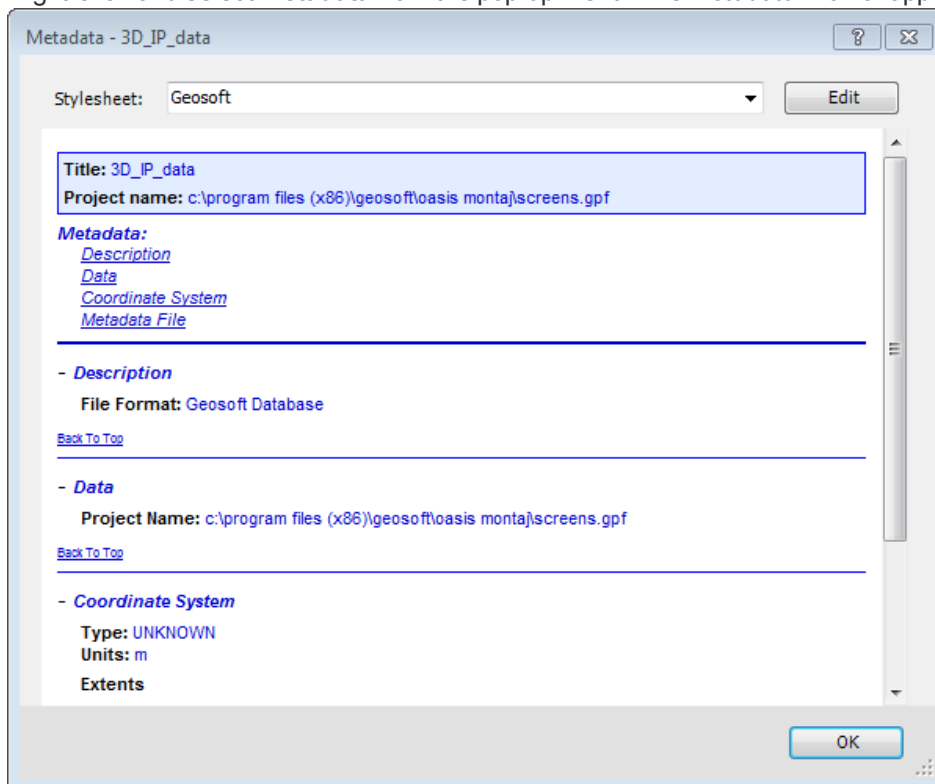 Metadata - 3D_IP_data
Stylesheet: Geosoft Edit
Title: 3D_IP_data
Project name: c:\program files (x86)\geosoft\oasis montaj\screens.gpf
Metadata:
Description
Data
Coordinate System
Metadata File
- Description
File Format: Geosoft Database
Back To Top
- Data
Project Name: c:\program files (x86)\geosoft\oasis montaj\screens.gpf
Back To Top
- Coordinate System
Type: UNKNOWN
Units: m
Extents
OK